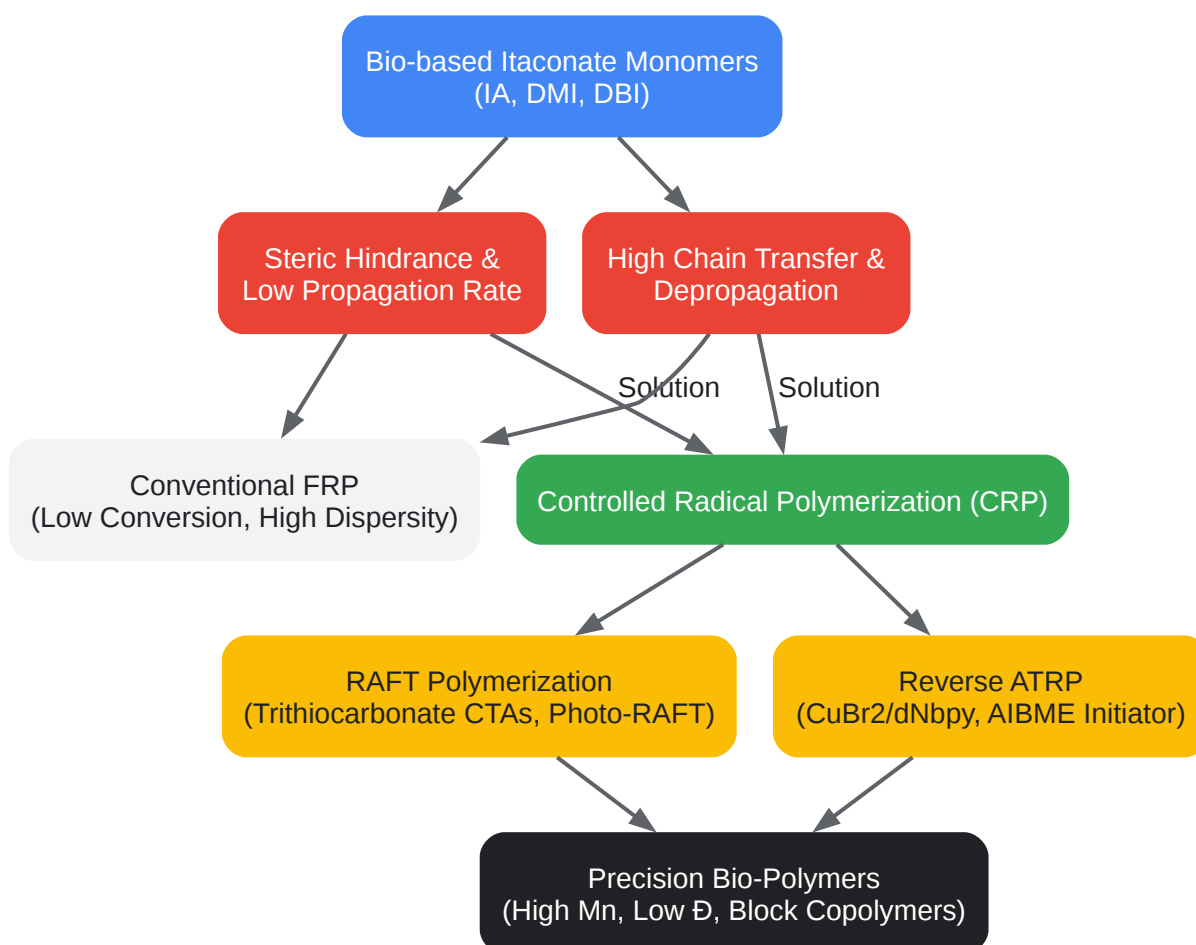 Bio-based Itaconate Monomers
(IA, DMI, DBI)
Steric Hindrance &
Low Propagation Rate
High Chain Transfer &
Depropagation
Solution
Solution
Conventional FRP
(Low Conversion, High Dispersity)
Controlled Radical Polymerization (CRP)
RAFT Polymerization
(Trithiocarbonate CTAs, Photo-RAFT)
Reverse ATRP
(CuBr2/dNbpy, AIBME Initiator)
Precision Bio-Polymers
(High Mn, Low Đ, Block Copolymers)